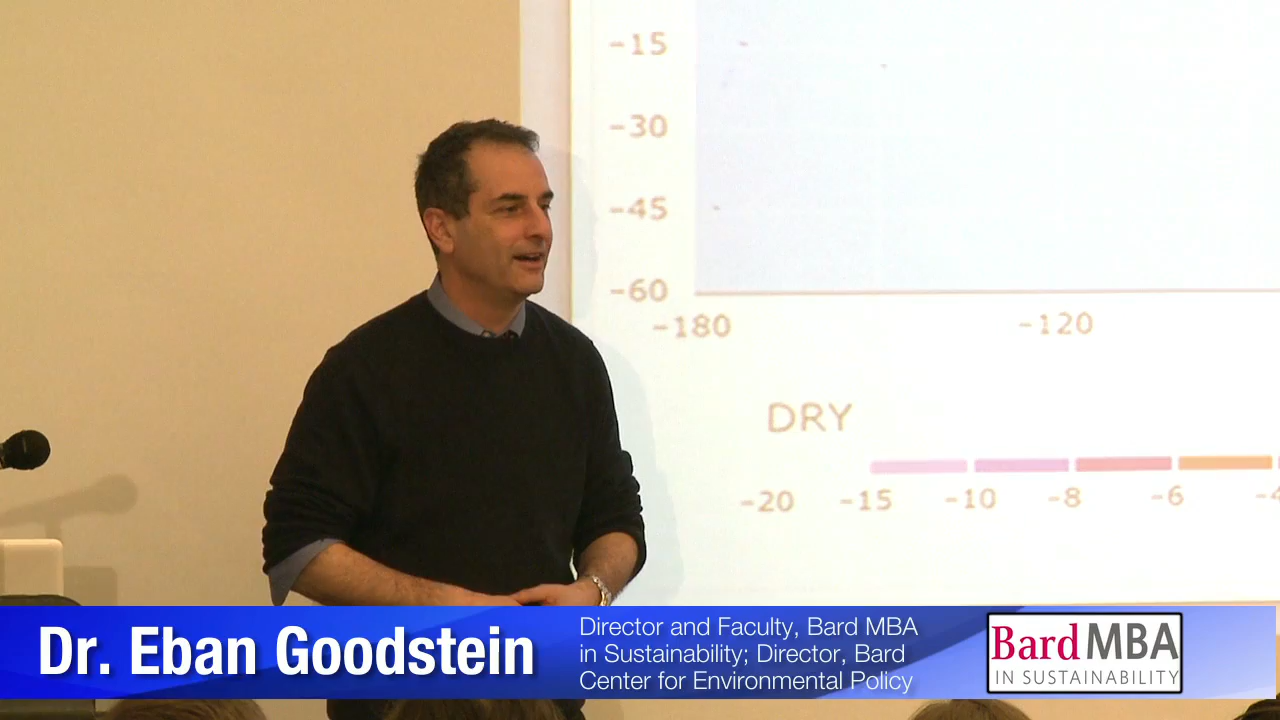 -15
-30
-45
-60
-180 -120
DRY
-20 -15 -10 -8 -6
Dr. Eban Goodstein
Director and Faculty, Bard MBA
in Sustainability; Director, Bard
Center for Environmental Policy
Bard MBA
IN SUSTAINABILITY